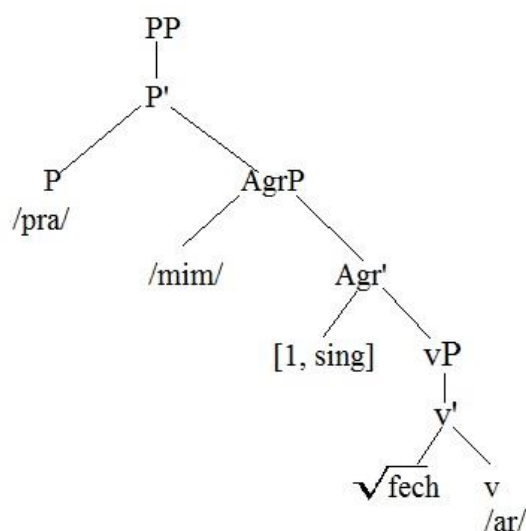 PP
P'
P AgrP
/pra/
/mim/ Agr'
[1, sing] vP
v'
√fech v
/ar/